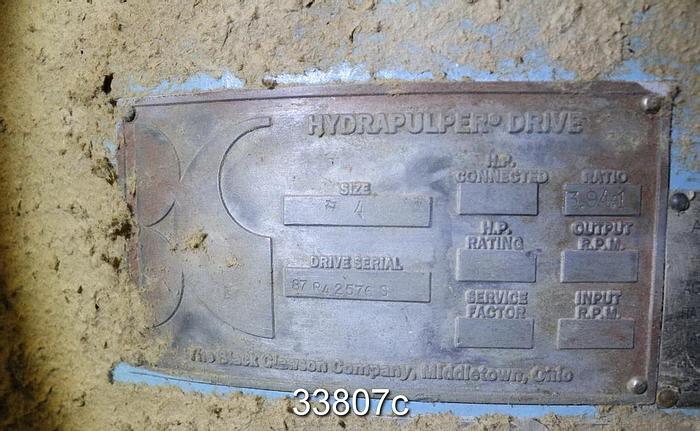 HYDRAPULPER® DRIVE
SIZE
# 4
H.P.
CONNECTED
RATIO
3.94:1
H.P.
RATING
OUTPUT
R.P.M.
DRIVE SERIAL
87 RA 2576 S
SERVICE
FACTOR
INPUT
R.P.M.
The Black Clawson Company, Middletown, Ohio
33807c